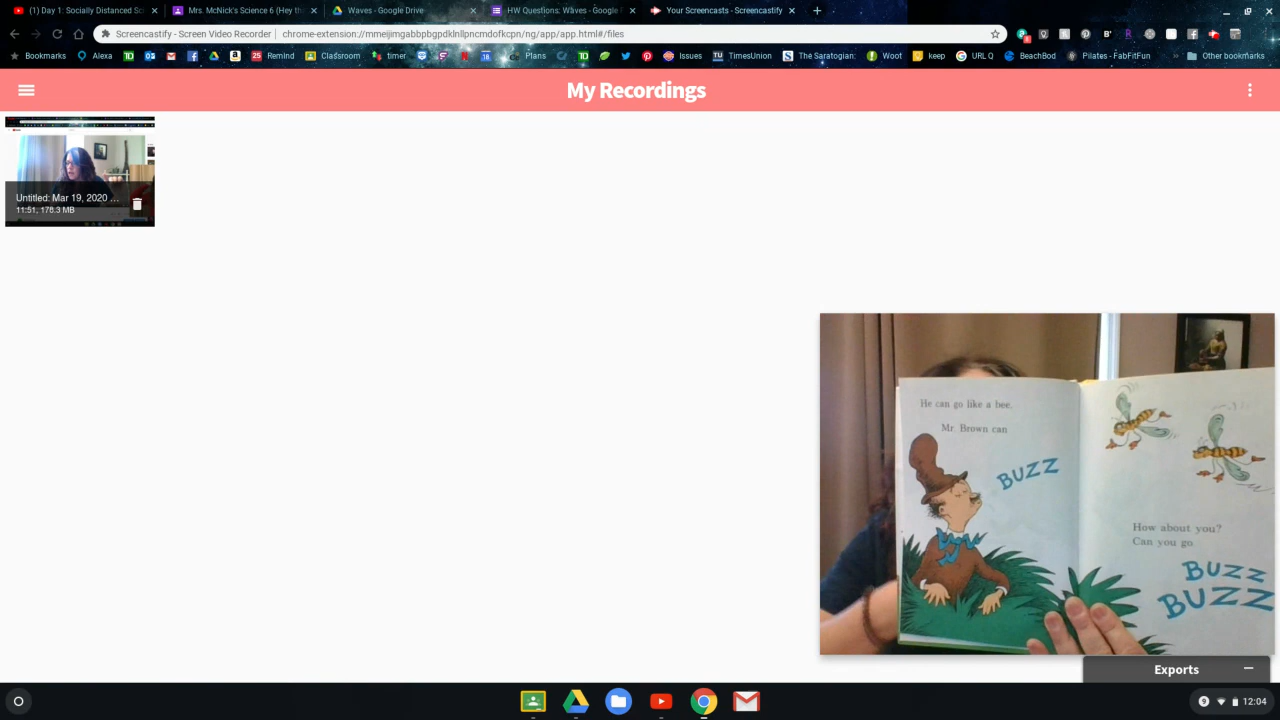 (1) Day 1: Socially Distanced Sc
Mrs. McNick's Science 6 (Hey th
Waves - Google Drive
HW Questions: Waves - Google F
Your Screencasts - Screencastify
Screencastify - Screen Video Recorder
chrome-extension://mmeijimgabbpbgpdklnllpncmdofkcpn/ng/app/app.html#/files
Bookmarks
Alexa
Remind
Classroom
timer
Plans
Issues
TimesUnion
The Saratogian:
Woot
keep
URL Q
BeachBod
Pilates - FabFitFun
Other bookmarks
My Recordings
Untitled: Mar 19, 2020 ...
11:51, 178.3 MB
He can go like a bee.
Mr. Brown can
BUZZ
How about you?
Can you go
BUZZ
BUZZ
Exports
12:04